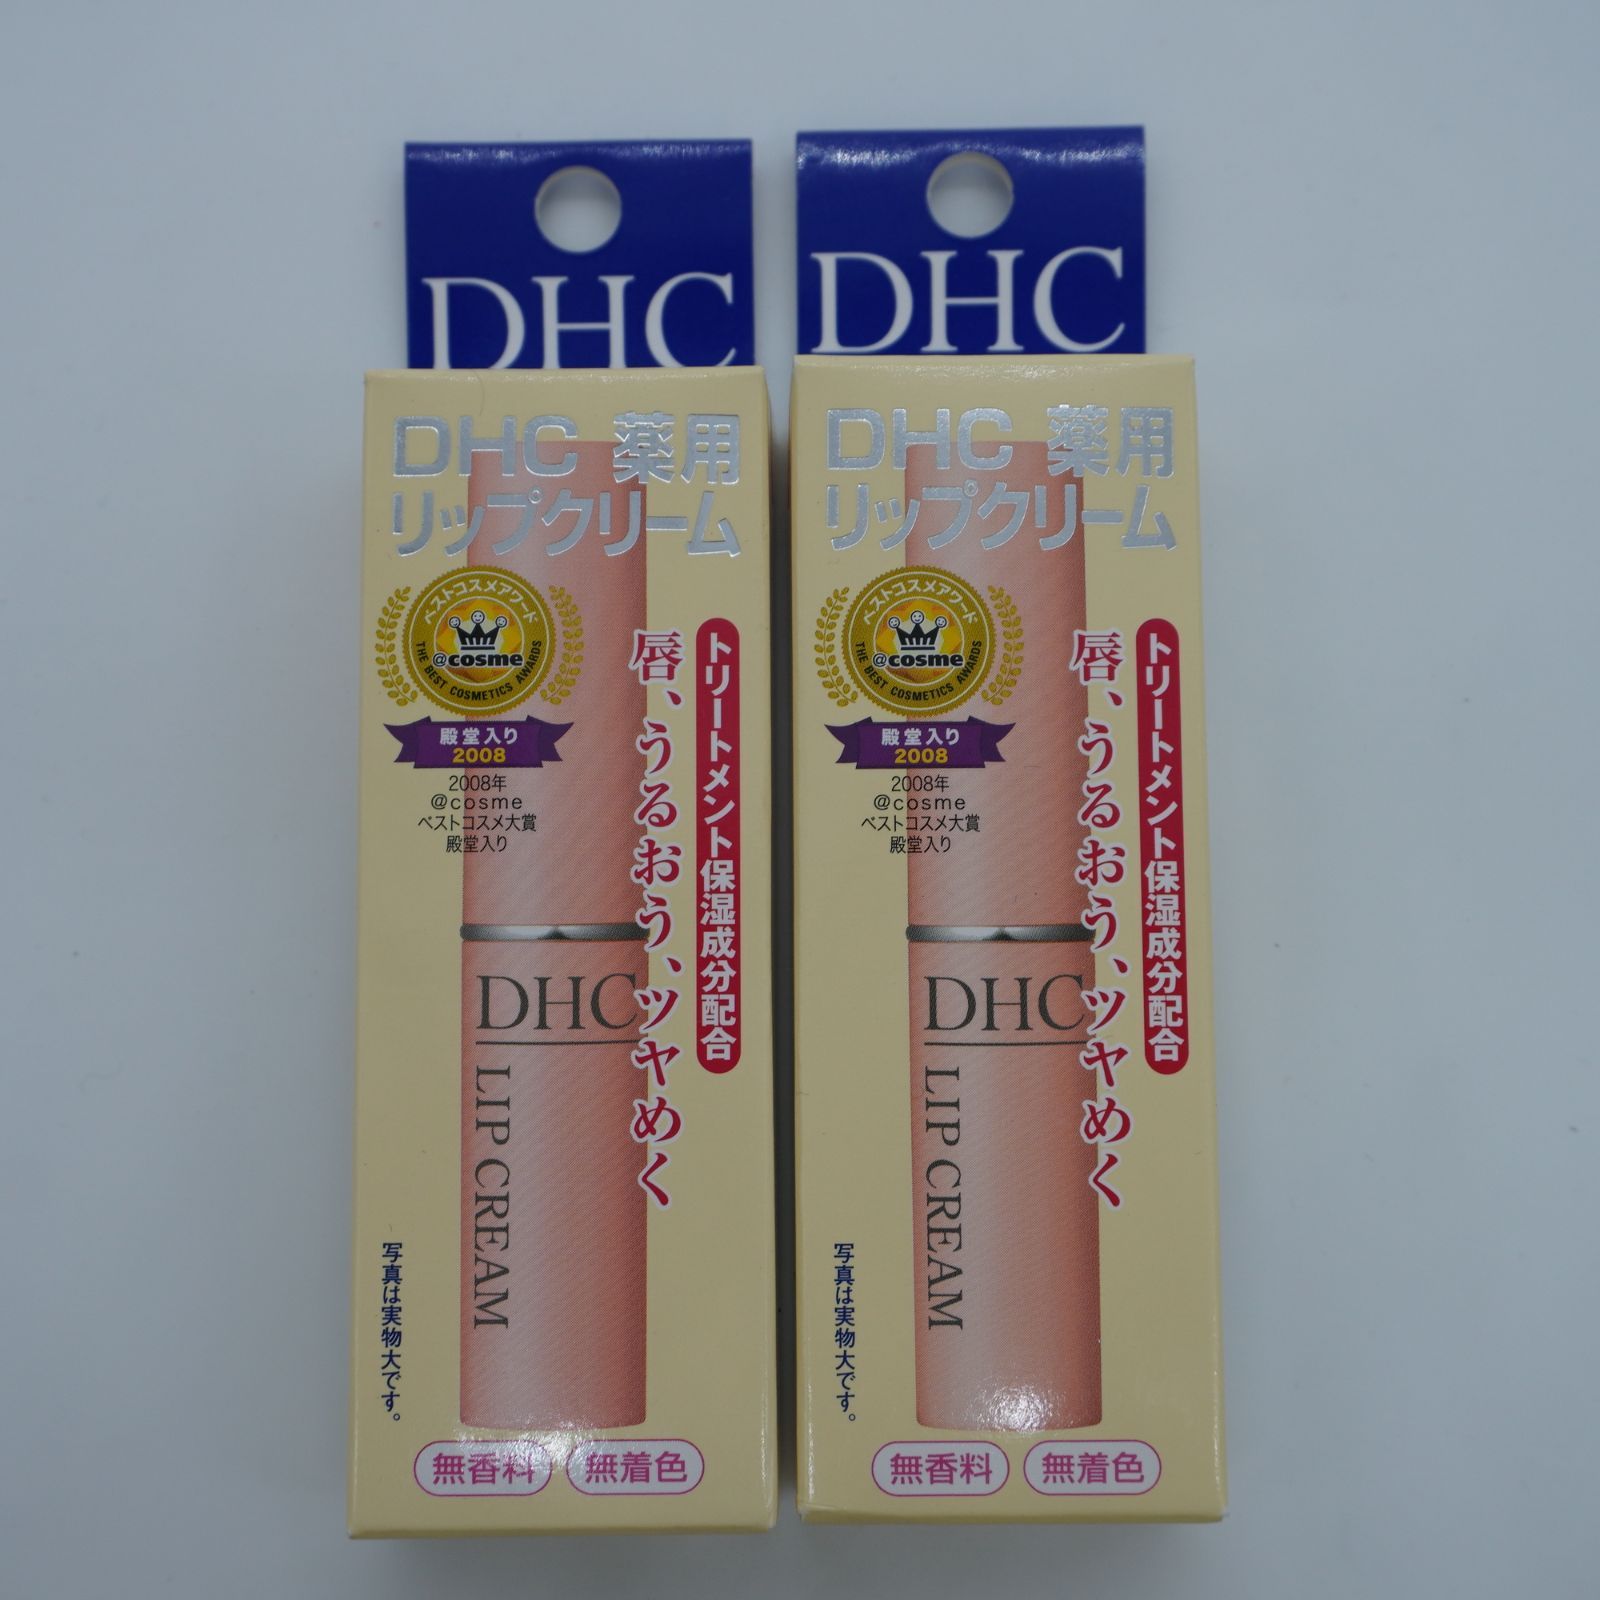 DHC
DHC 薬用
リップクリーム
ベストコスメアワード
@cosme
THE BEST COSMETICS AWARDS
殿堂入り
2008
2008年
@cosme
ベストコスメ大賞
殿堂入り
トリートメント保湿成分配合
唇、うるおう、ツヤめく
DHC
LIP CREAM
写真は実物大です。
無香料
無着色
DHC
DHC 薬用
リップクリーム
ベストコスメアワード
@cosme
THE BEST COSMETICS AWARDS
殿堂入り
2008
2008年
@cosme
ベストコスメ大賞
殿堂入り
トリートメント保湿成分配合
唇、うるおう、ツヤめく
DHC
LIP CREAM
写真は実物大です。
無香料
無着色